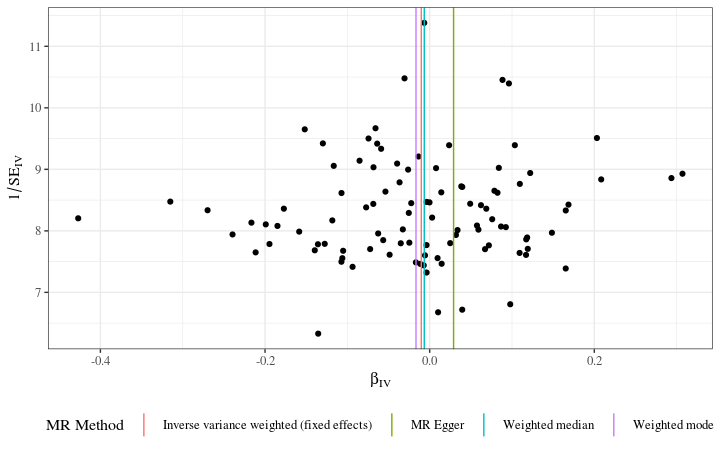 11
10
9
8
7
1/SE_IV
-0.4
-0.2
0.0
0.2
β_IV
MR Method
Inverse variance weighted (fixed effects)
MR Egger
Weighted median
Weighted mode